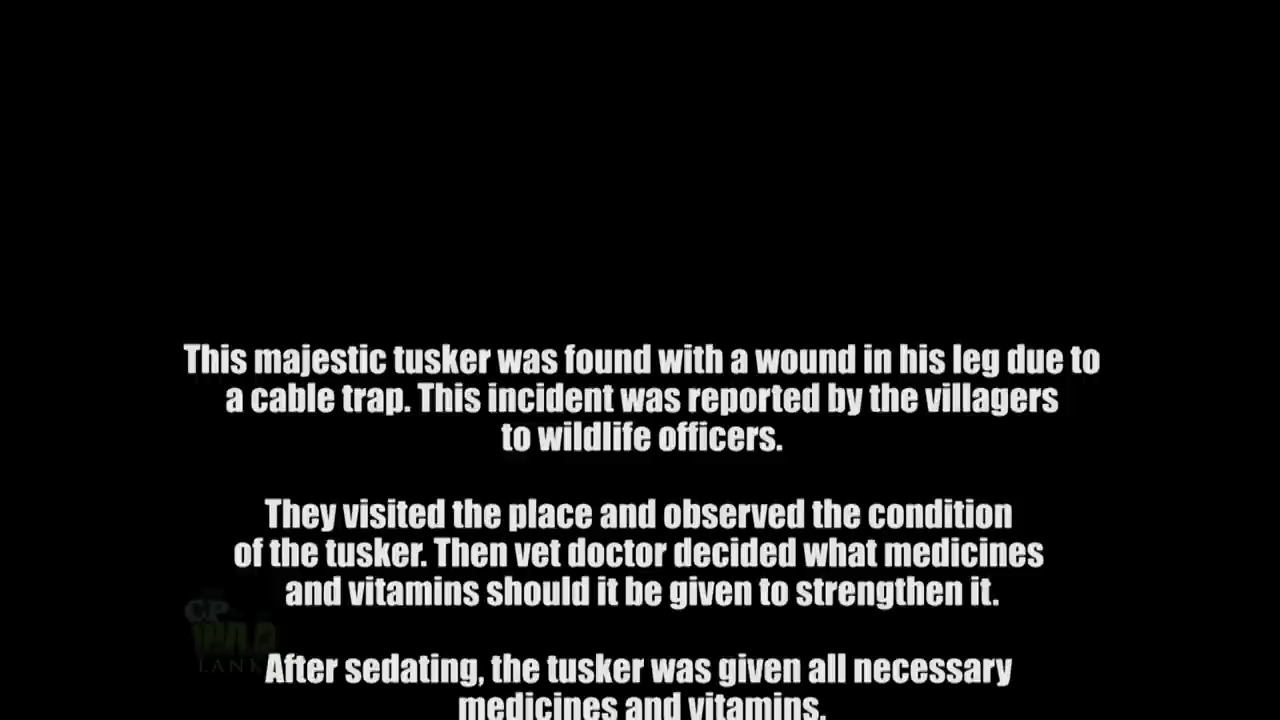 This majestic tusker was found with a wound in his leg due to
a cable trap. This incident was reported by the villagers
to wildlife officers.
They visited the place and observed the condition
of the tusker. Then vet doctor decided what medicines
and vitamins should it be given to strengthen it.
CP
WILD
LANKA
After sedating, the tusker was given all necessary
medicines and vitamins.